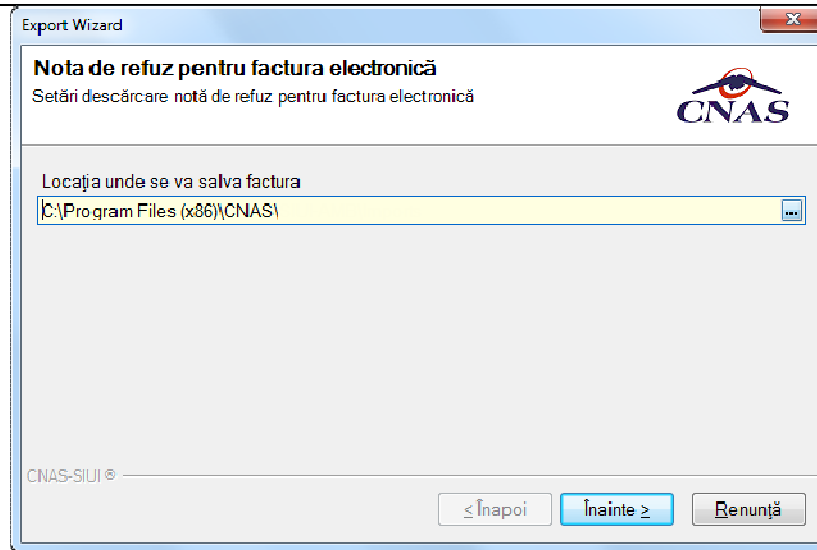 Export Wizard
Nota de refuz pentru factura electronică
Setări descărcare notă de refuz pentru factura electronică
CNAS
Locația unde se va salva factura
C:\Program Files (x86)\CNAS\
...
CNAS-SIUI ®
< Înapoi
Înainte >
Renunță